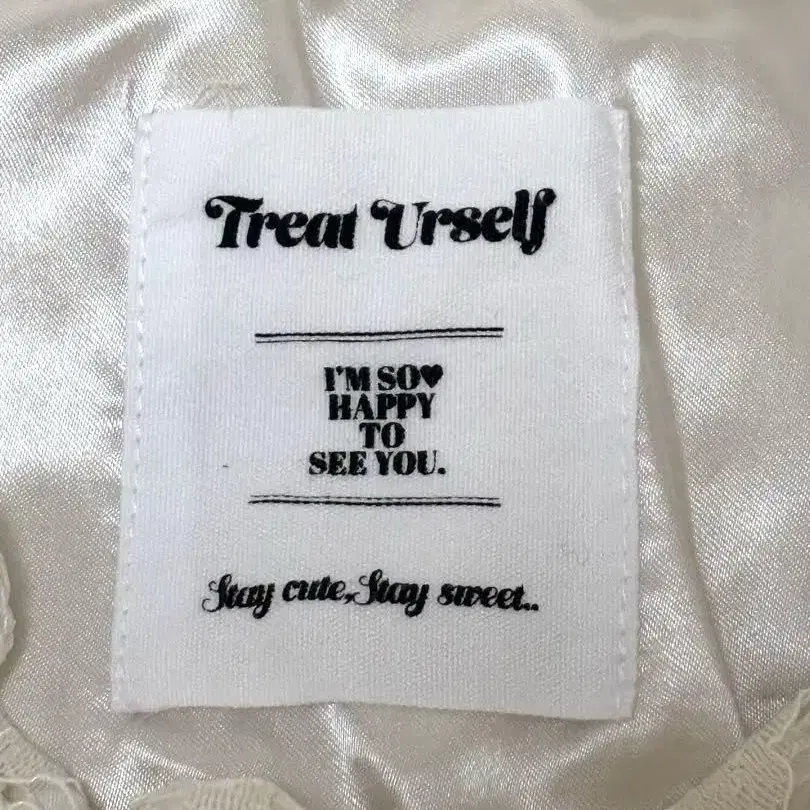 Treat Urself
I'M SO♥
HAPPY
TO
SEE YOU.
Stay cute,Stay sweet..